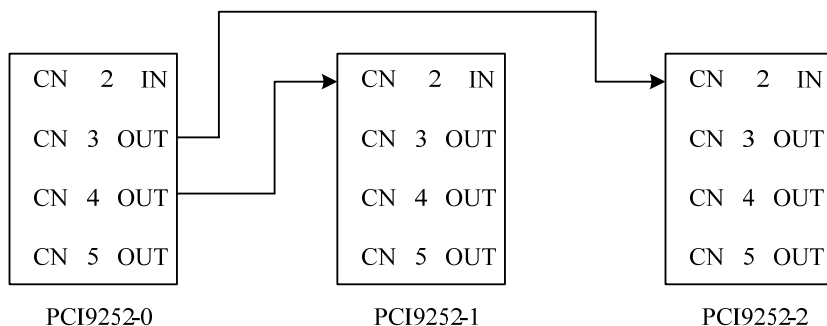 CN 2 IN
CN 3 OUT
CN 4 OUT
CN 5 OUT
PCI9252-0
CN 2 IN
CN 3 OUT
CN 4 OUT
CN 5 OUT
PCI9252-1
CN 2 IN
CN 3 OUT
CN 4 OUT
CN 5 OUT
PCI9252-2